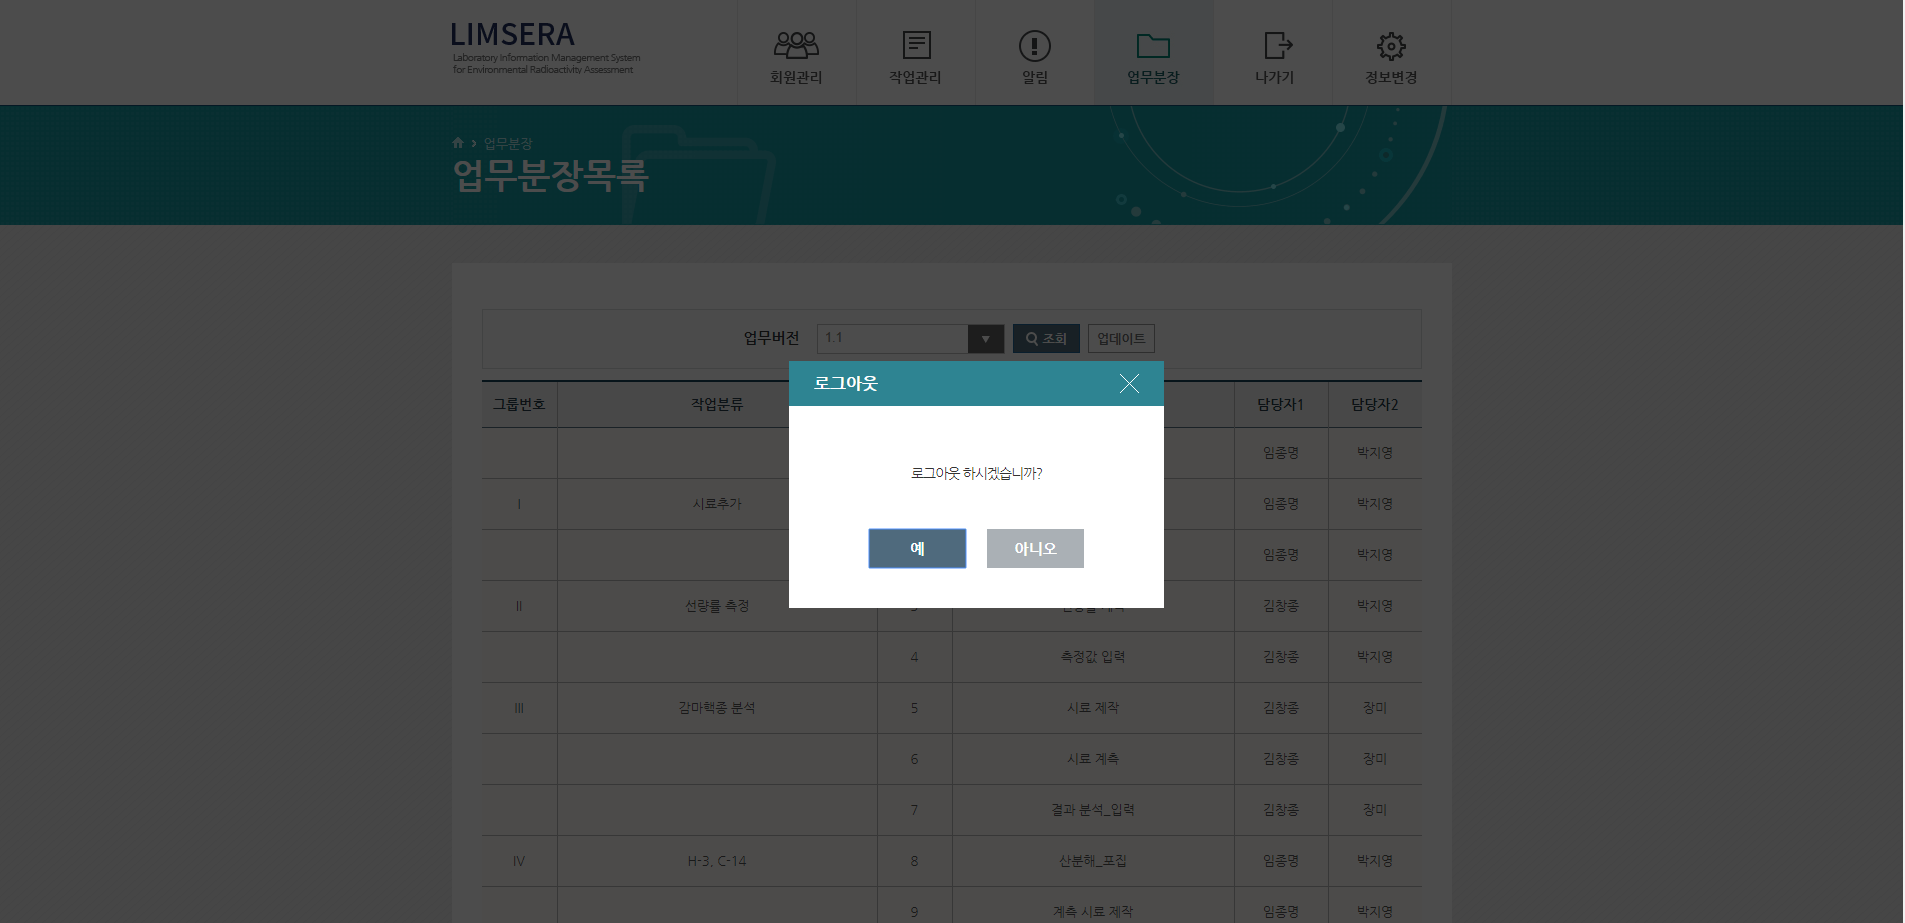 LIMSERA
Laboratory Information Management System
for Environmental Radioactivity Assessment
회원관리
작업관리
알림
업무분장
나가기
정보변경
업무분장
업무분장목록
업무버전 1.1 조회 업데이트
로그아웃
로그아웃 하시겠습니까?
예 아니오
그룹번호 작업분류 담당자1 담당자2
임종명 박지영
I 시료추가 임종명 박지영
임종명 박지영
II 선량률 측정 김창종 박지영
4 측정값 입력 김창종 박지영
III 감마핵종 분석 5 시료 제작 김창종 장미
6 시료 계측 김창종 장미
7 결과 분석_입력 김창종 장미
IV H-3, C-14 8 산분해_포집 임종명 박지영
9 계측 시료 제작 임종명 박지영